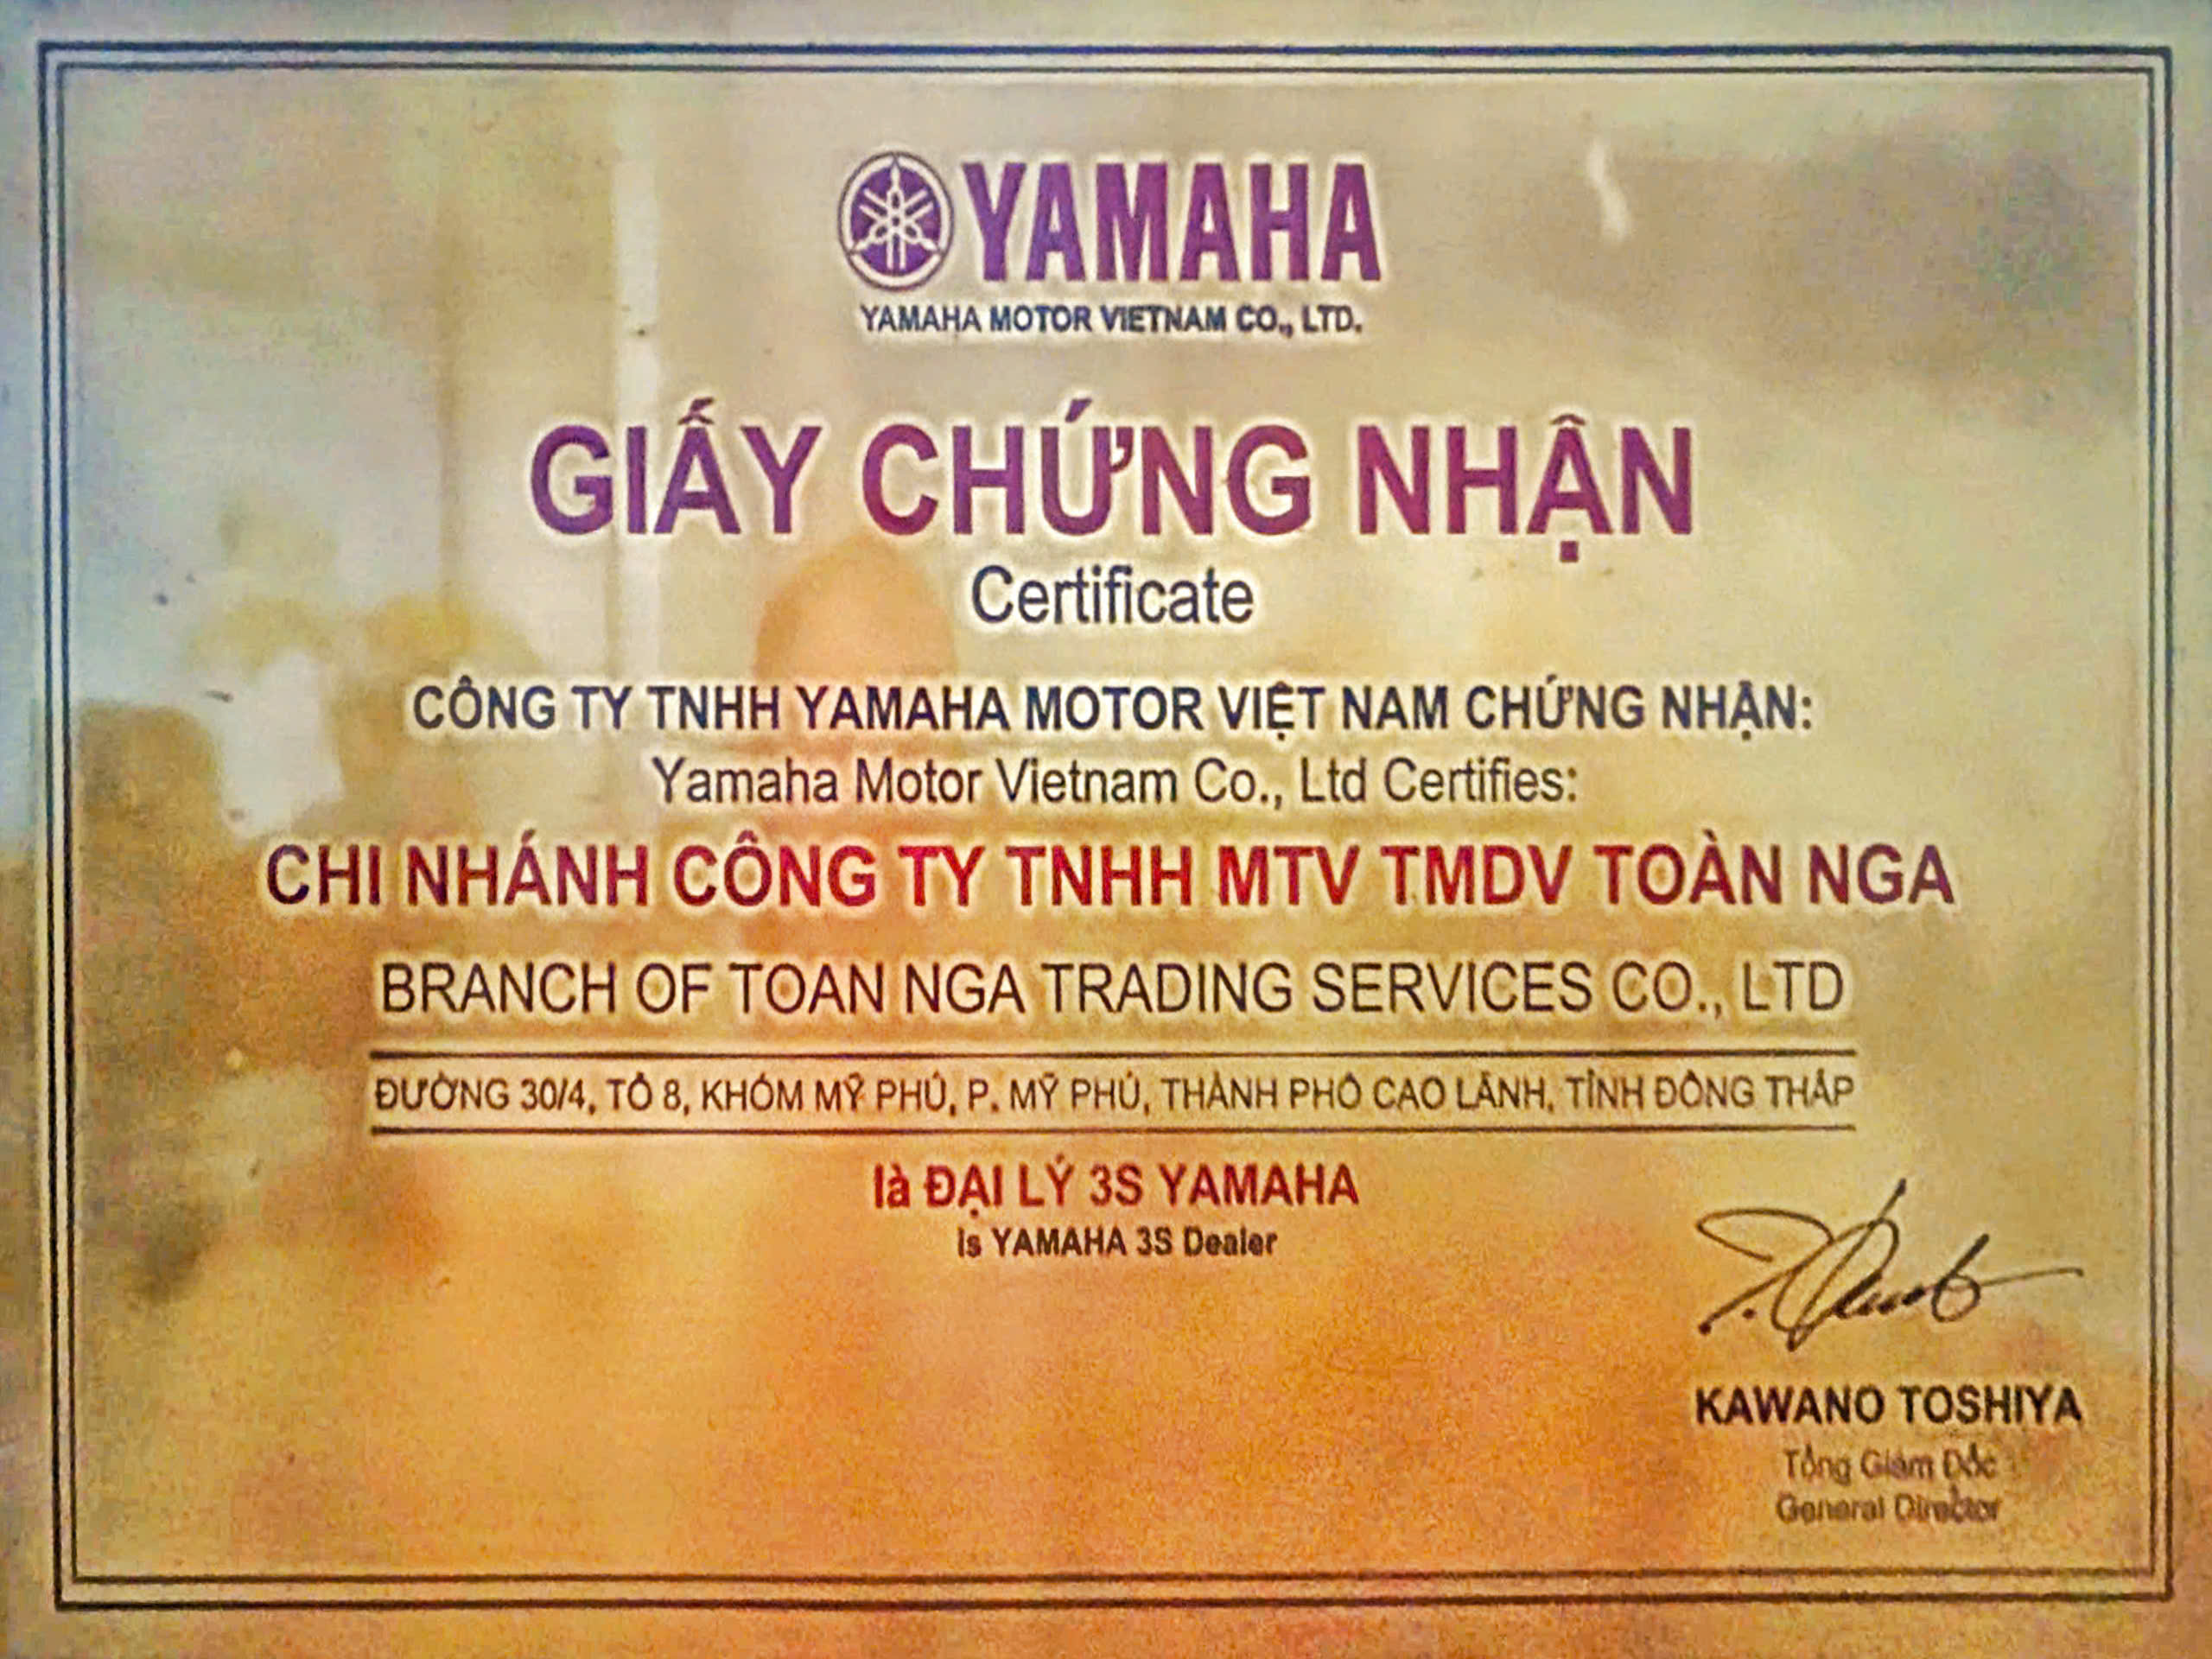 YAMAHA
YAMAHA MOTOR VIETNAM CO., LTD.
GIẤY CHỨNG NHẬN
Certificate
CÔNG TY TNHH YAMAHA MOTOR VIỆT NAM CHỨNG NHẬN:
Yamaha Motor Vietnam Co., Ltd Certifies:
CHI NHÁNH CÔNG TY TNHH MTV TMDV TOÀN NGA
BRANCH OF TOAN NGA TRADING SERVICES CO., LTD
ĐƯỜNG 30/4, TỔ 8, KHÓM MỸ PHÚ, P. MỸ PHÚ, THÀNH PHỐ CAO LÃNH, TỈNH ĐỒNG THÁP
là ĐẠI LÝ 3S YAMAHA
is YAMAHA 3S Dealer
KAWANO TOSHIYA
Tổng Giám Đốc
General Director